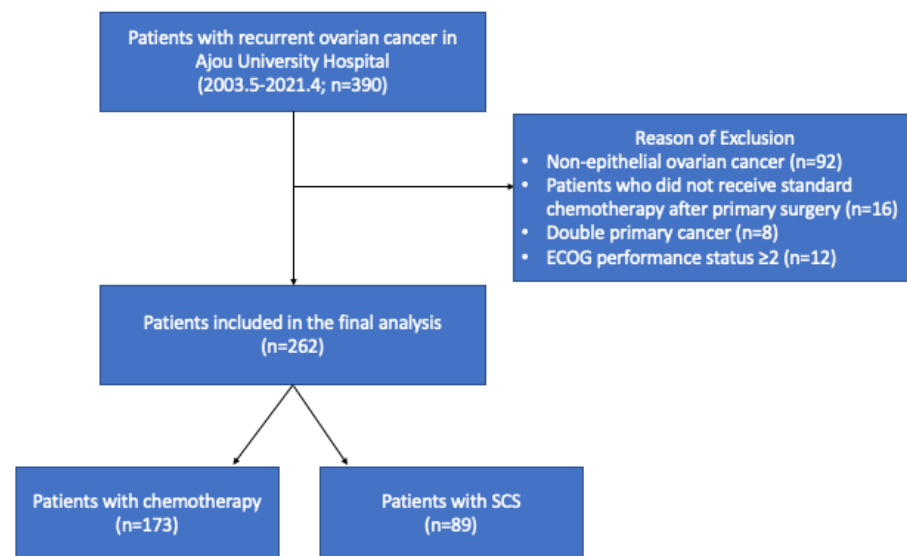 Patients with recurrent ovarian cancer in
Ajou University Hospital
(2003.5-2021.4; n=390)
Reason of Exclusion
• Non-epithelial ovarian cancer (n=92)
• Patients who did not receive standard
chemotherapy after primary surgery (n=16)
• Double primary cancer (n=8)
• ECOG performance status ≥2 (n=12)
Patients included in the final analysis
(n=262)
Patients with chemotherapy
(n=173)
Patients with SCS
(n=89)